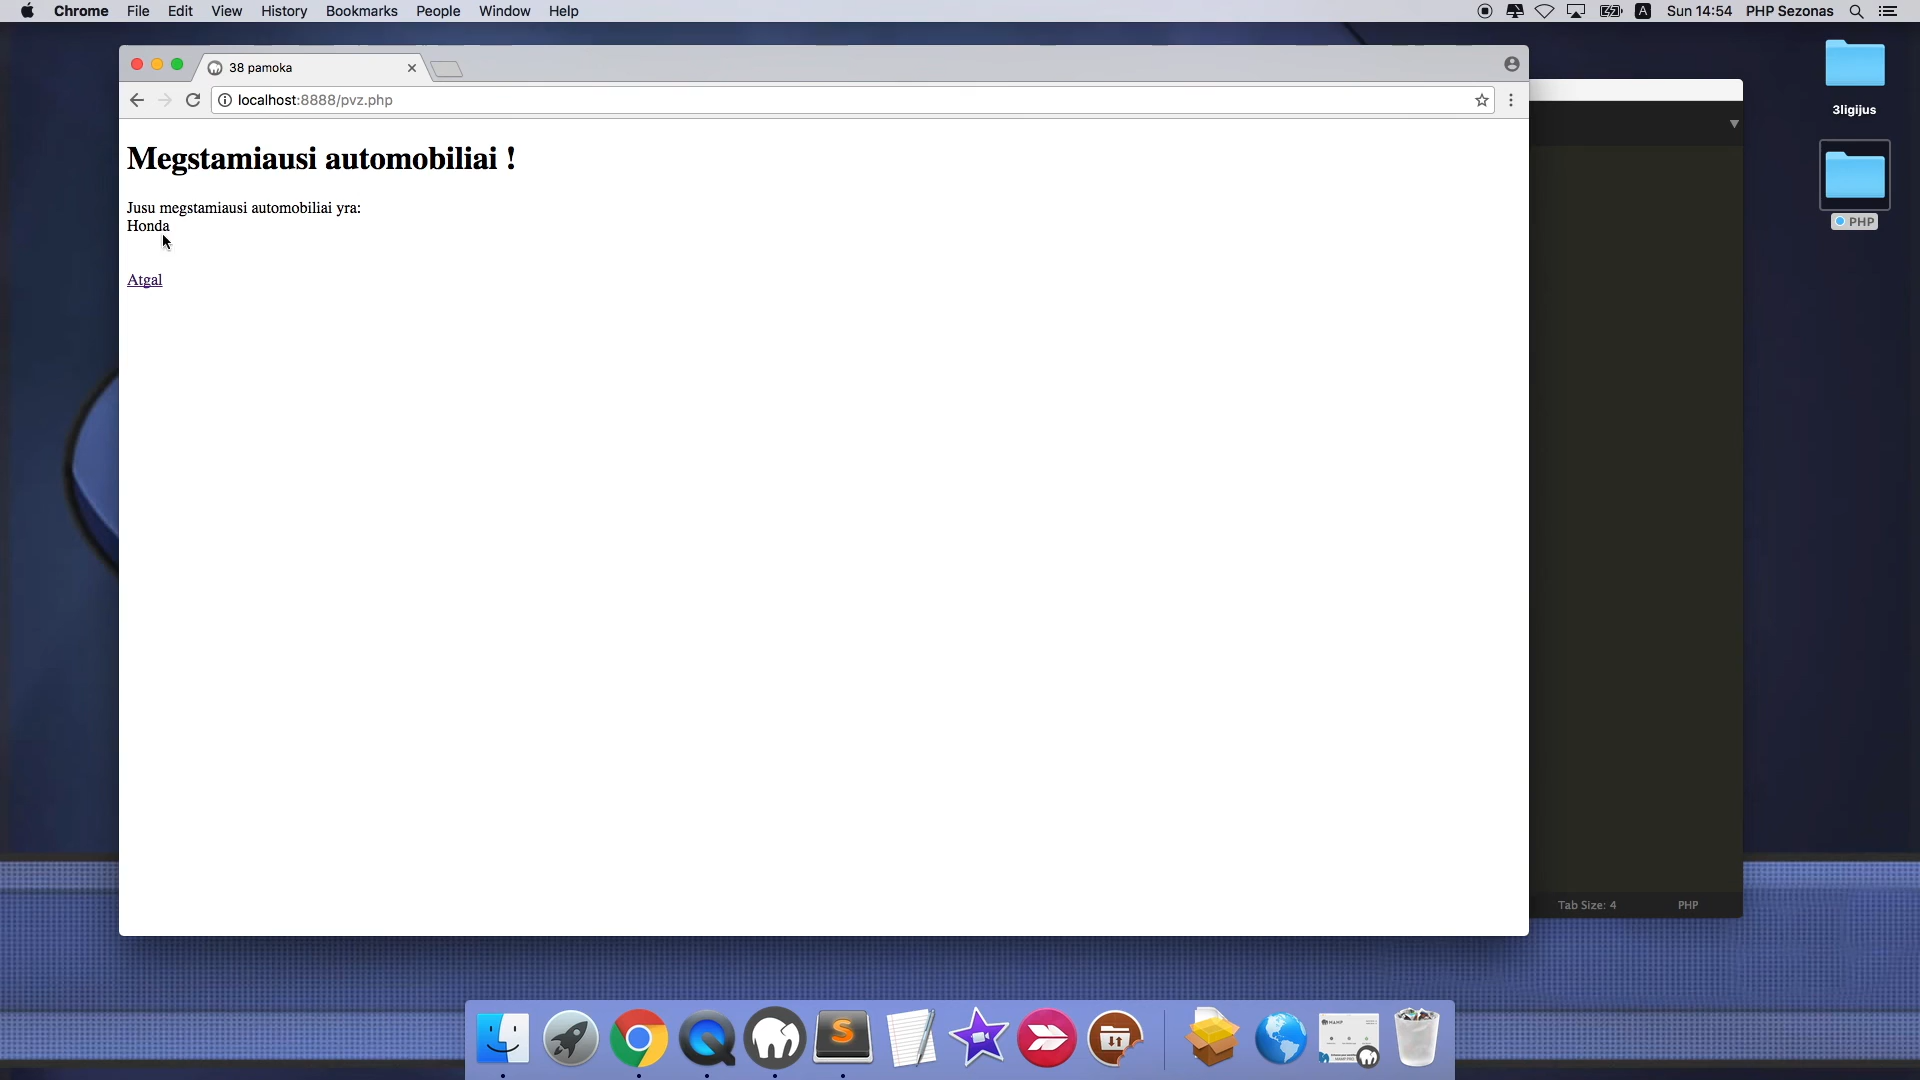 Chrome File Edit View History Bookmarks People Window Help
A Sun 14:54 PHP Sezonas
38 pamoka
localhost:8888/pvz.php
3ligijus
Megstamiausi automobiliai !
Jusu megstamiausi automobiliai yra:
Honda
PHP
Atgal
Tab Size: 4 PHP
S